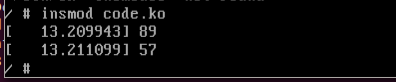 / # insmod code.ko
[   13.209943] 89
[   13.211099] 57
/ #